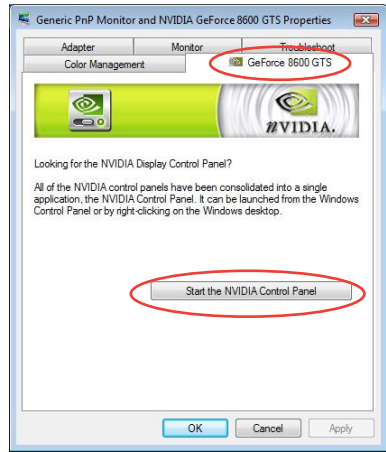 Generic PnP Monitor and NVIDIA GeForce 8600 GTS Properties
Adapter Monitor Troubleshoot
Color Management GeForce 8600 GTS
NVIDIA.
Looking for the NVIDIA Display Control Panel?
All of the NVIDIA control panels have been consolidated into a single
application, the NVIDIA Control Panel. It can be launched from the Windows
Control Panel or by right-clicking on the Windows desktop.
Start the NVIDIA Control Panel
OK Cancel Apply